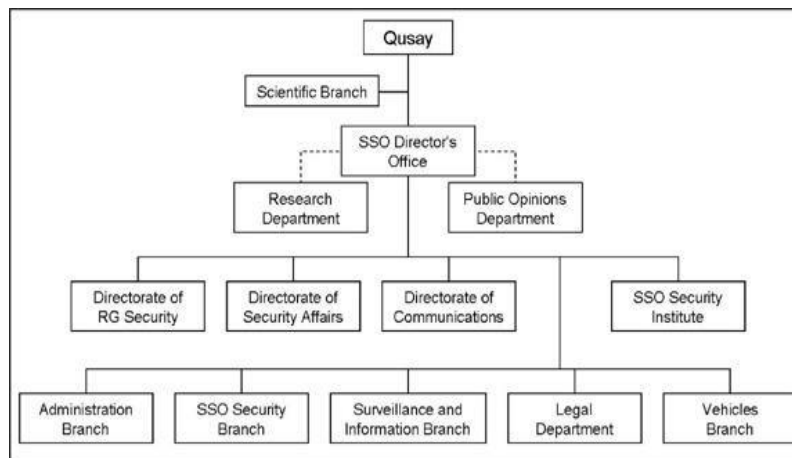 Qusay
Scientific Branch
SSO Director's
Office
Research
Department
Public Opinions
Department
Directorate of
RG Security
Directorate of
Security Affairs
Directorate of
Communications
SSO Security
Institute
Administration
Branch
SSO Security
Branch
Surveillance and
Information Branch
Legal
Department
Vehicles
Branch